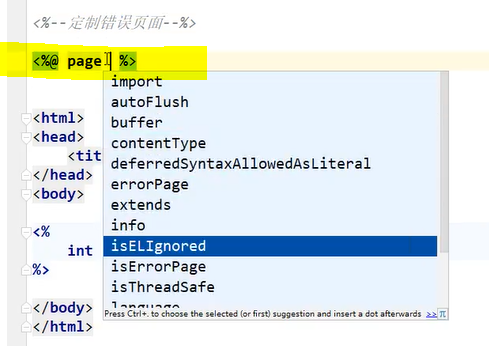 <%--定制错误页面--%>
<%@ page %>
import
autoFlush
buffer
contentType
<html>
<head>
deferredSyntaxAllowedAsLiteral
<tit
errorPage
</head>
extends
<body>
info
<%
isELIgnored
int
isErrorPage
%>
isThreadSafe
</body>
Press Ctrl+. to choose the selected (or first) suggestion and insert a dot afterwards >> π
</html>